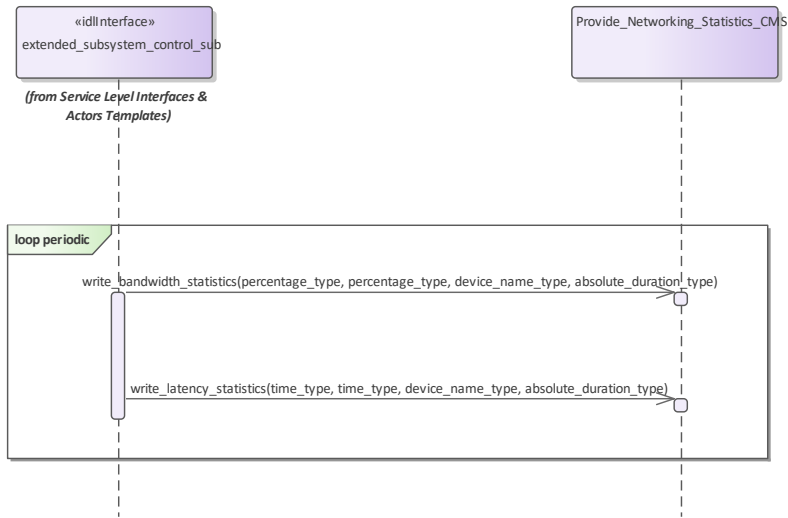 «idlInterface»
extended_subsystem_control_sub
Provide_Networking_Statistics_CMS
(from Service Level Interfaces &
Actors Templates)
loop periodic
write_bandwidth_statistics(percentage_type, percentage_type, device_name_type, absolute_duration_type)
write_latency_statistics(time_type, time_type, device_name_type, absolute_duration_type)